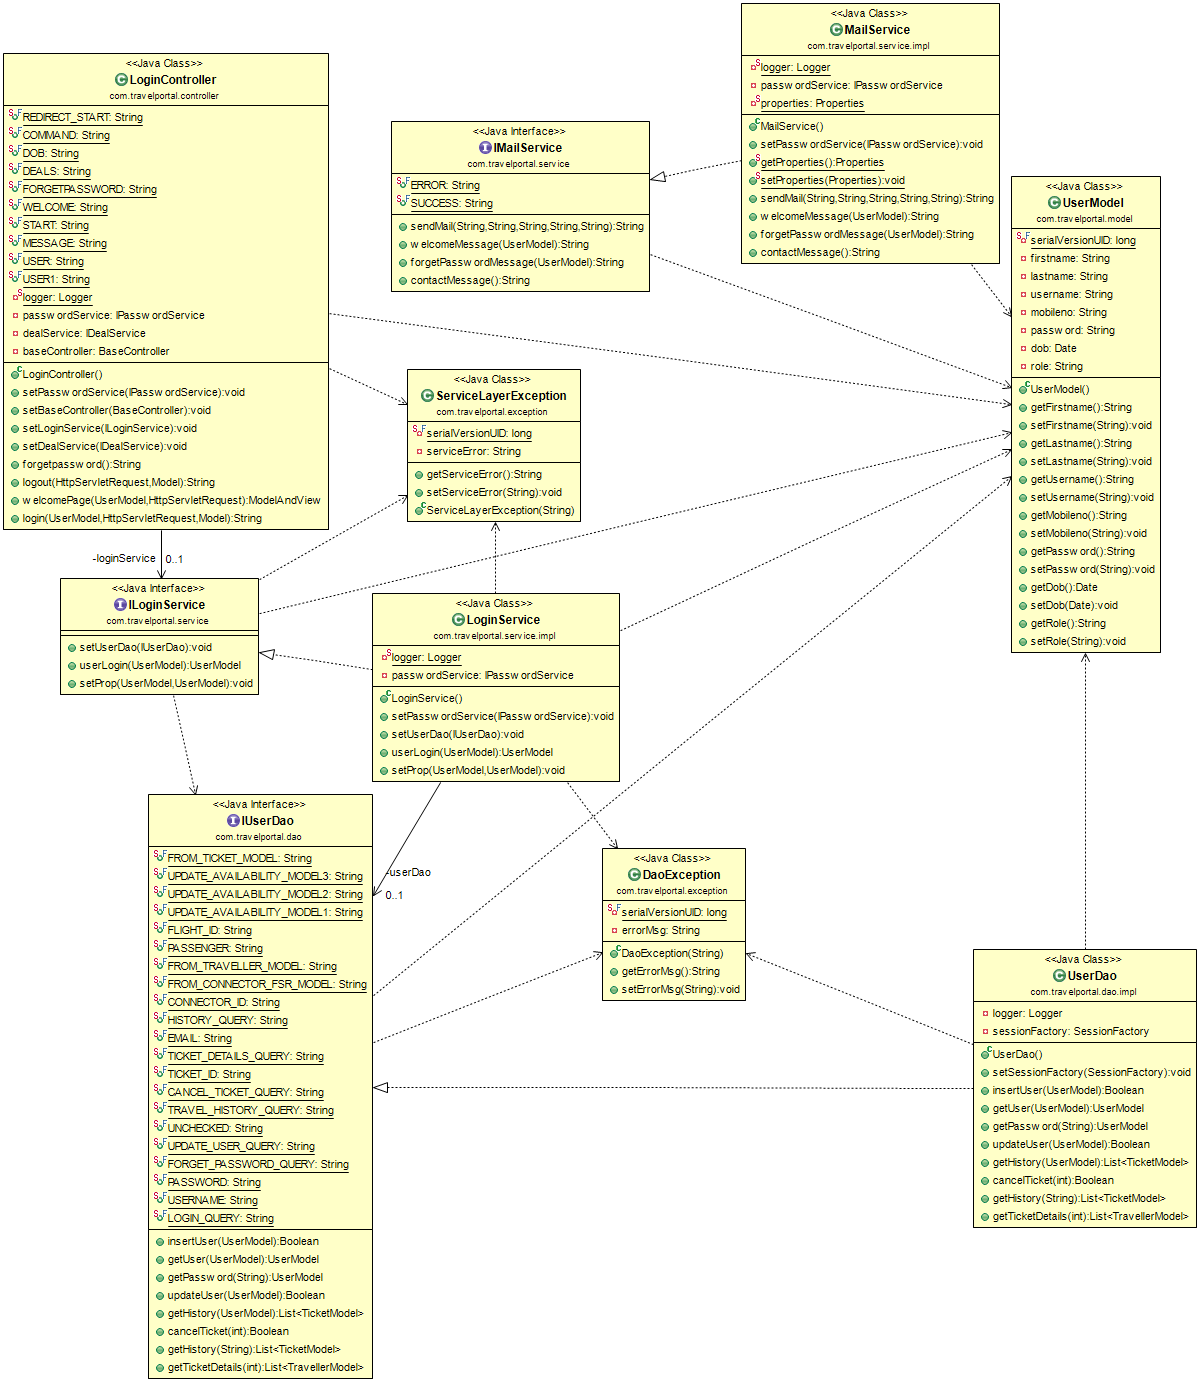 <<Java Class>>
LoginController
com.travelportal.controller
REDIRECT_START: String
COMMAND: String
DOB: String
DEALS: String
FORGETPASSWORD: String
WELCOME: String
START: String
MESSAGE: String
USER: String
USER1: String
logger: Logger
passwordService: IPasswordService
dealService: IDealService
baseController: BaseController
LoginController()
setPasswordService(IPasswordService):void
setBaseController(BaseController):void
setLoginService(ILoginService):void
setDealService(IDealService):void
forgetpassword():String
logout(HttpServletRequest,Model):String
welcomePage(UserModel,HttpServletRequest):ModelAndView
login(UserModel,HttpServletRequest,Model):String
-loginService
0..1
<<Java Interface>>
IMailService
com.travelportal.service
ERROR: String
SUCCESS: String
sendMail(String,String,String,String,String):String
welcomeMessage(UserModel):String
forgetPasswordMessage(UserModel):String
contactMessage():String
<<Java Class>>
MailService
com.travelportal.service.impl
logger: Logger
passwordService: IPasswordService
properties: Properties
MailService()
setPasswordService(IPasswordService):void
getProperties():Properties
setProperties(Properties):void
sendMail(String,String,String,String,String):String
welcomeMessage(UserModel):String
forgetPasswordMessage(UserModel):String
contactMessage():String
<<Java Class>>
UserModel
com.travelportal.model
serialVersionUID: long
firstname: String
lastname: String
username: String
mobileno: String
password: String
dob: Date
role: String
UserModel()
getFirstname():String
setFirstname(String):void
getLastname():String
setLastname(String):void
getUsername():String
setUsername(String):void
getMobileno():String
setMobileno(String):void
getPassword():String
setPassword(String):void
getDob():Date
setDob(Date):void
getRole():String
setRole(String):void
<<Java Class>>
ServiceLayerException
com.travelportal.exception
serialVersionUID: long
serviceError: String
getServiceError():String
setServiceError(String):void
ServiceLayerException(String)
<<Java Interface>>
ILoginService
com.travelportal.service
setUserDao(IUserDao):void
userLogin(UserModel):UserModel
setProp(UserModel,UserModel):void
<<Java Class>>
LoginService
com.travelportal.service.impl
logger: Logger
passwordService: IPasswordService
LoginService()
setPasswordService(IPasswordService):void
setUserDao(IUserDao):void
userLogin(UserModel):UserModel
setProp(UserModel,UserModel):void
-userDao
0..1
<<Java Interface>>
IUserDao
com.travelportal.dao
FROM_TICKET_MODEL: String
UPDATE_AVAILABILITY_MODEL3: String
UPDATE_AVAILABILITY_MODEL2: String
UPDATE_AVAILABILITY_MODEL1: String
FLIGHT_ID: String
PASSENGER: String
FROM_TRAVELLER_MODEL: String
FROM_CONNECTOR_FSR_MODEL: String
CONNECTOR_ID: String
HISTORY_QUERY: String
EMAIL: String
TICKET_DETAILS_QUERY: String
TICKET_ID: String
CANCEL_TICKET_QUERY: String
TRAVEL_HISTORY_QUERY: String
UNCHECKED: String
UPDATE_USER_QUERY: String
FORGET_PASSWORD_QUERY: String
PASSWORD: String
USERNAME: String
LOGIN_QUERY: String
insertUser(UserModel):Boolean
getUser(UserModel):UserModel
getPassword(String):UserModel
updateUser(UserModel):Boolean
getHistory(UserModel):List<TicketModel>
cancelTicket(int):Boolean
getHistory(String):List<TicketModel>
getTicketDetails(int):List<TravellerModel>
<<Java Class>>
DaoException
com.travelportal.exception
serialVersionUID: long
errorMsg: String
DaoException(String)
getErrorMsg():String
setErrorMsg(String):void
<<Java Class>>
UserDao
com.travelportal.dao.impl
logger: Logger
sessionFactory: SessionFactory
UserDao()
setSessionFactory(SessionFactory):void
insertUser(UserModel):Boolean
getUser(UserModel):UserModel
getPassword(String):UserModel
updateUser(UserModel):Boolean
getHistory(UserModel):List<TicketModel>
cancelTicket(int):Boolean
getHistory(String):List<TicketModel>
getTicketDetails(int):List<TravellerModel>